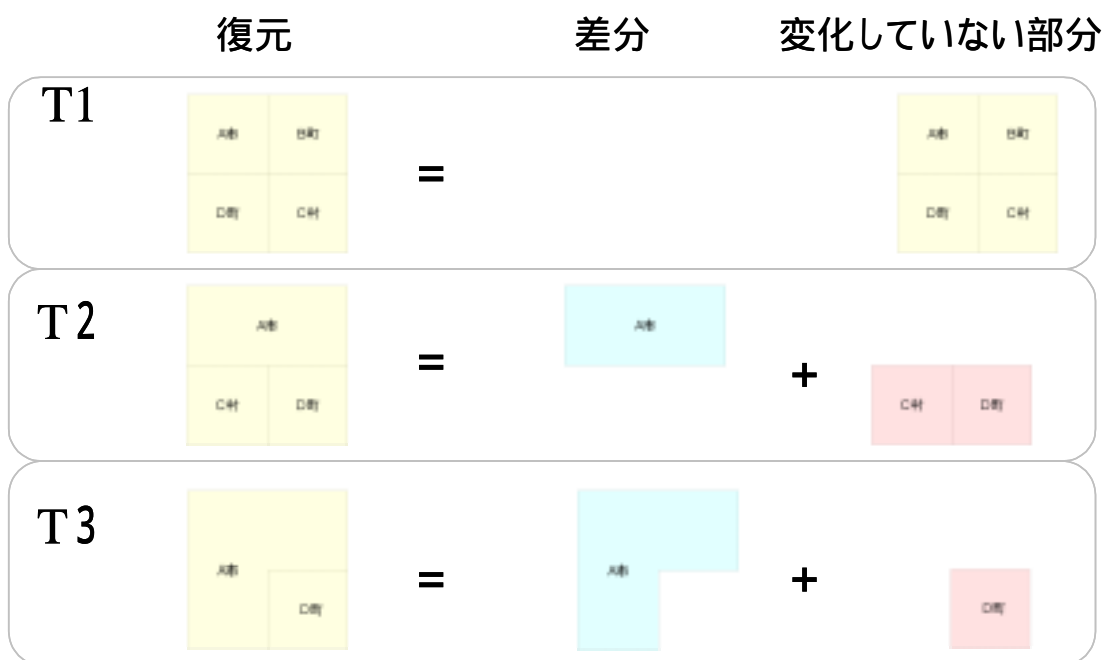 復元 差分 変化していない部分
T1
A市 B町 A市 B町
=
D町 C村 D町 C村
T2
A市 A市
= +
C村 D町 C村 D町
T3
A市 A市
= +
D町 D町